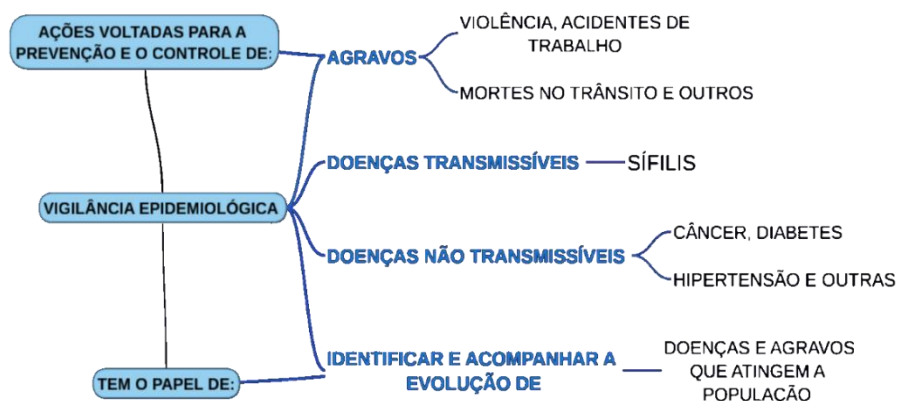 AÇÕES VOLTADAS PARA A
PREVENÇÃO E O CONTROLE DE:
AGRAVOS
VIOLÊNCIA, ACIDENTES DE
TRABALHO
MORTES NO TRÂNSITO E OUTROS
DOENÇAS TRANSMISSÍVEIS
SÍFILIS
VIGILÂNCIA EPIDEMIOLÓGICA
DOENÇAS NÃO TRANSMISSÍVEIS
CÂNCER, DIABETES
HIPERTENSÃO E OUTRAS
TEM O PAPEL DE:
IDENTIFICAR E ACOMPANHAR A
EVOLUÇÃO DE
DOENÇAS E AGRAVOS
QUE ATINGEM A
POPULAÇÃO